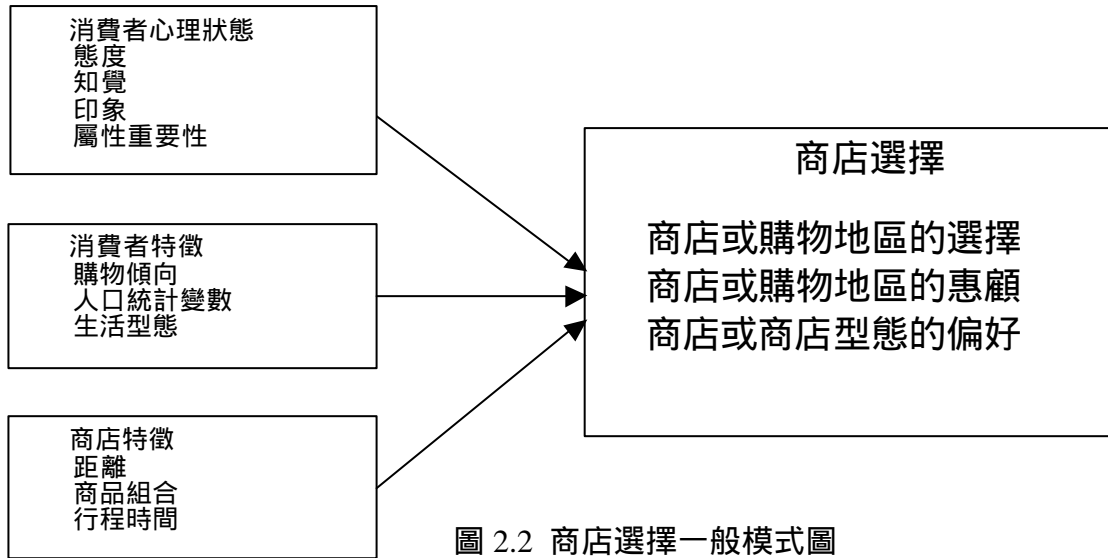 消費者心理狀態
態度
知覺
印象
屬性重要性
消費者特徵
購物傾向
人口統計變數
生活型態
商店特徵
距離
商品組合
行程時間
商店選擇
商店或購物地區的選擇
商店或購物地區的惠顧
商店或商店型態的偏好
圖 2.2 商店選擇一般模式圖